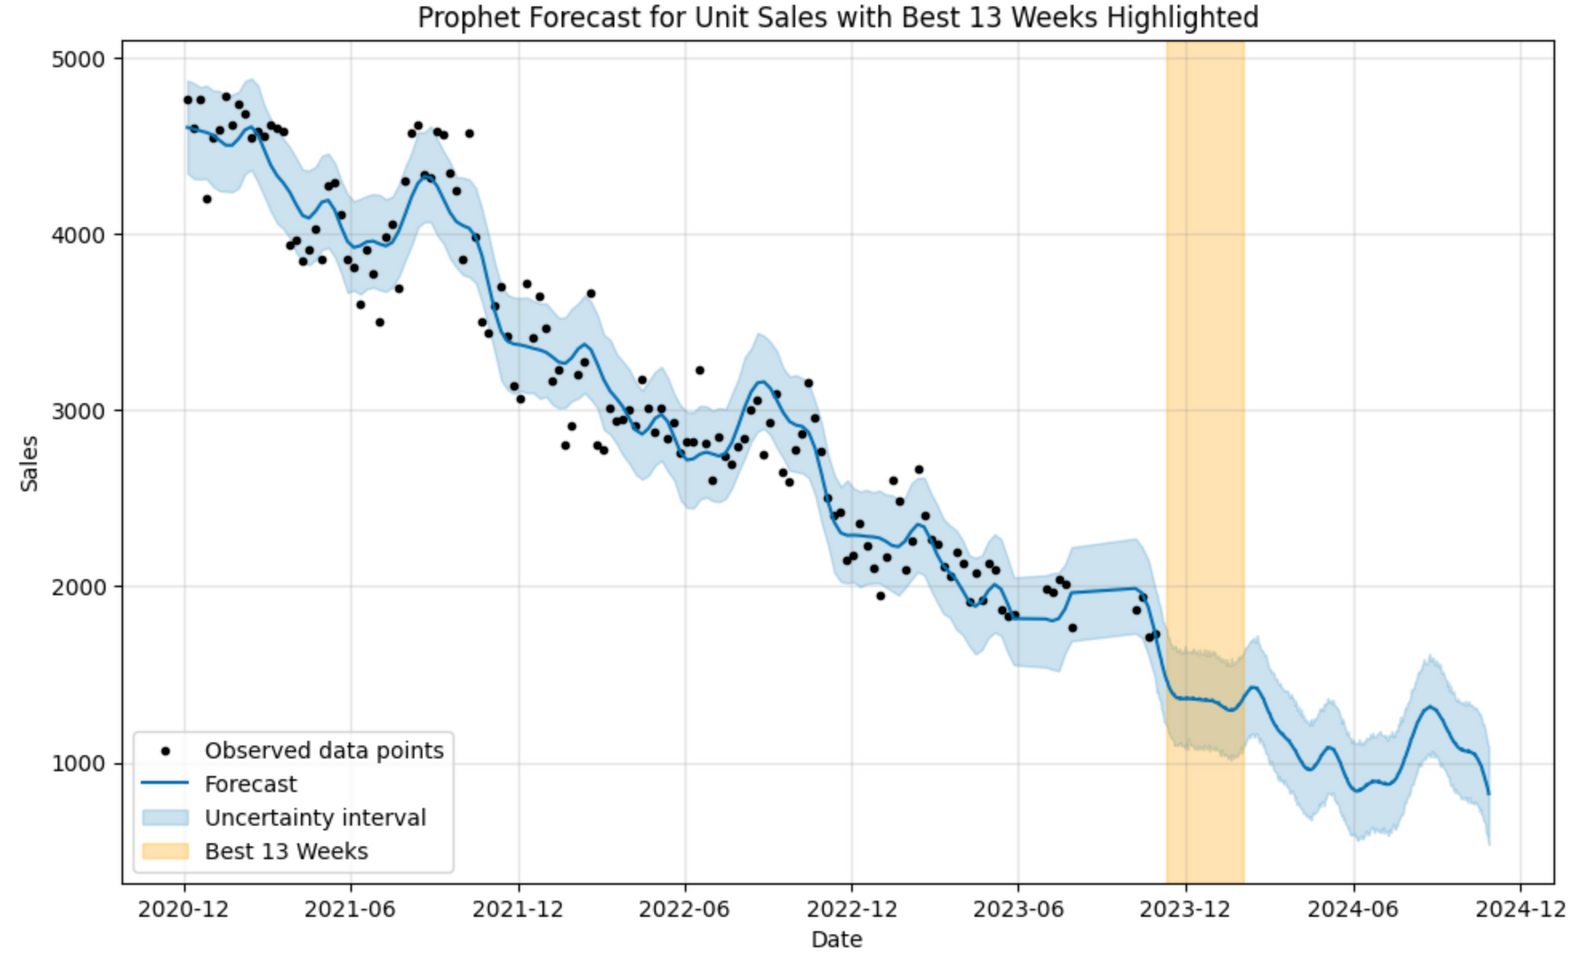 Prophet Forecast for Unit Sales with Best 13 Weeks Highlighted
5000
4000
3000
2000
1000
Sales
Observed data points
Forecast
Uncertainty interval
Best 13 Weeks
2020-12 2021-06 2021-12 2022-06 2022-12 2023-06 2023-12 2024-06 2024-12
Date